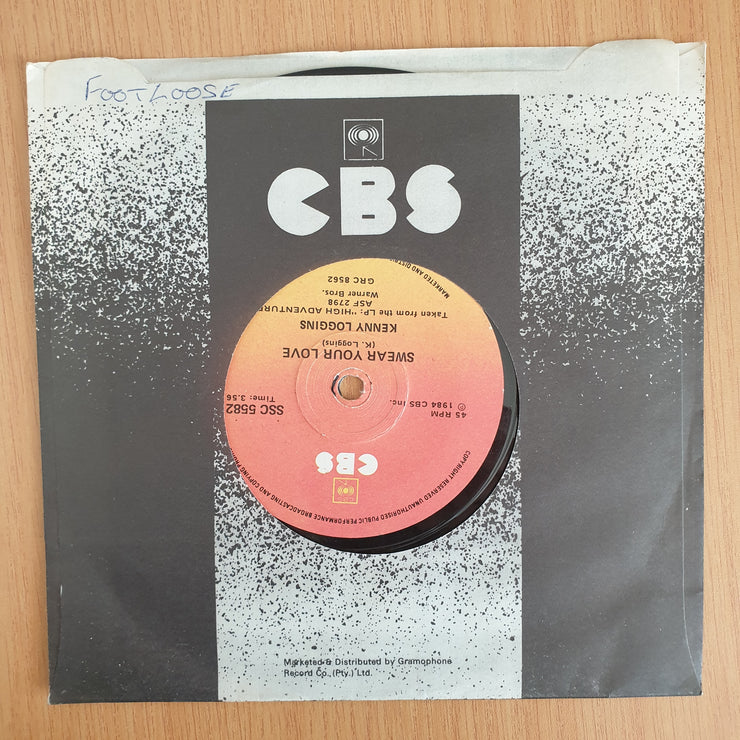 FOOTLOOSE
CBS
CBS
45 RPM
℗ 1984 CBS Inc.
SSC 5582
Time: 3.56
SWEAR YOUR LOVE
(K. Loggins)
KENNY LOGGINS
Taken from the LP: "HIGH ADVENTURE
ASF 2798
Warner Bros.
GRC 8562
COPYRIGHT RESERVED UNAUTHORISED PUBLIC PERFORMANCE BROADCASTING AND COPYING
MARKETED AND
Marketed & Distributed by Gramophone
Record Co. (Pty.) Ltd.